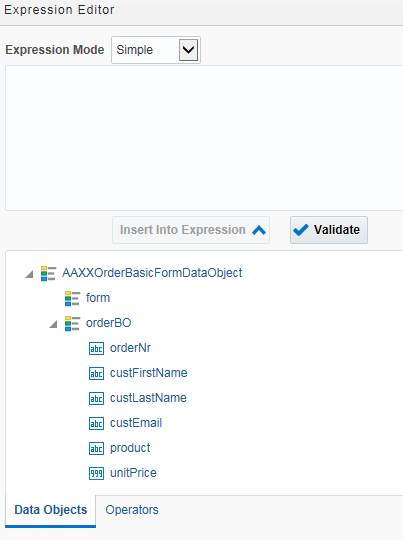 Expression Editor
Expression Mode Simple
Insert Into Expression Validate
AAXXOrderBasicFormDataObject
form
orderBO
abc orderNr
abc custFirstName
abc custLastName
abc custEmail
abc product
999 unitPrice
Data Objects Operators